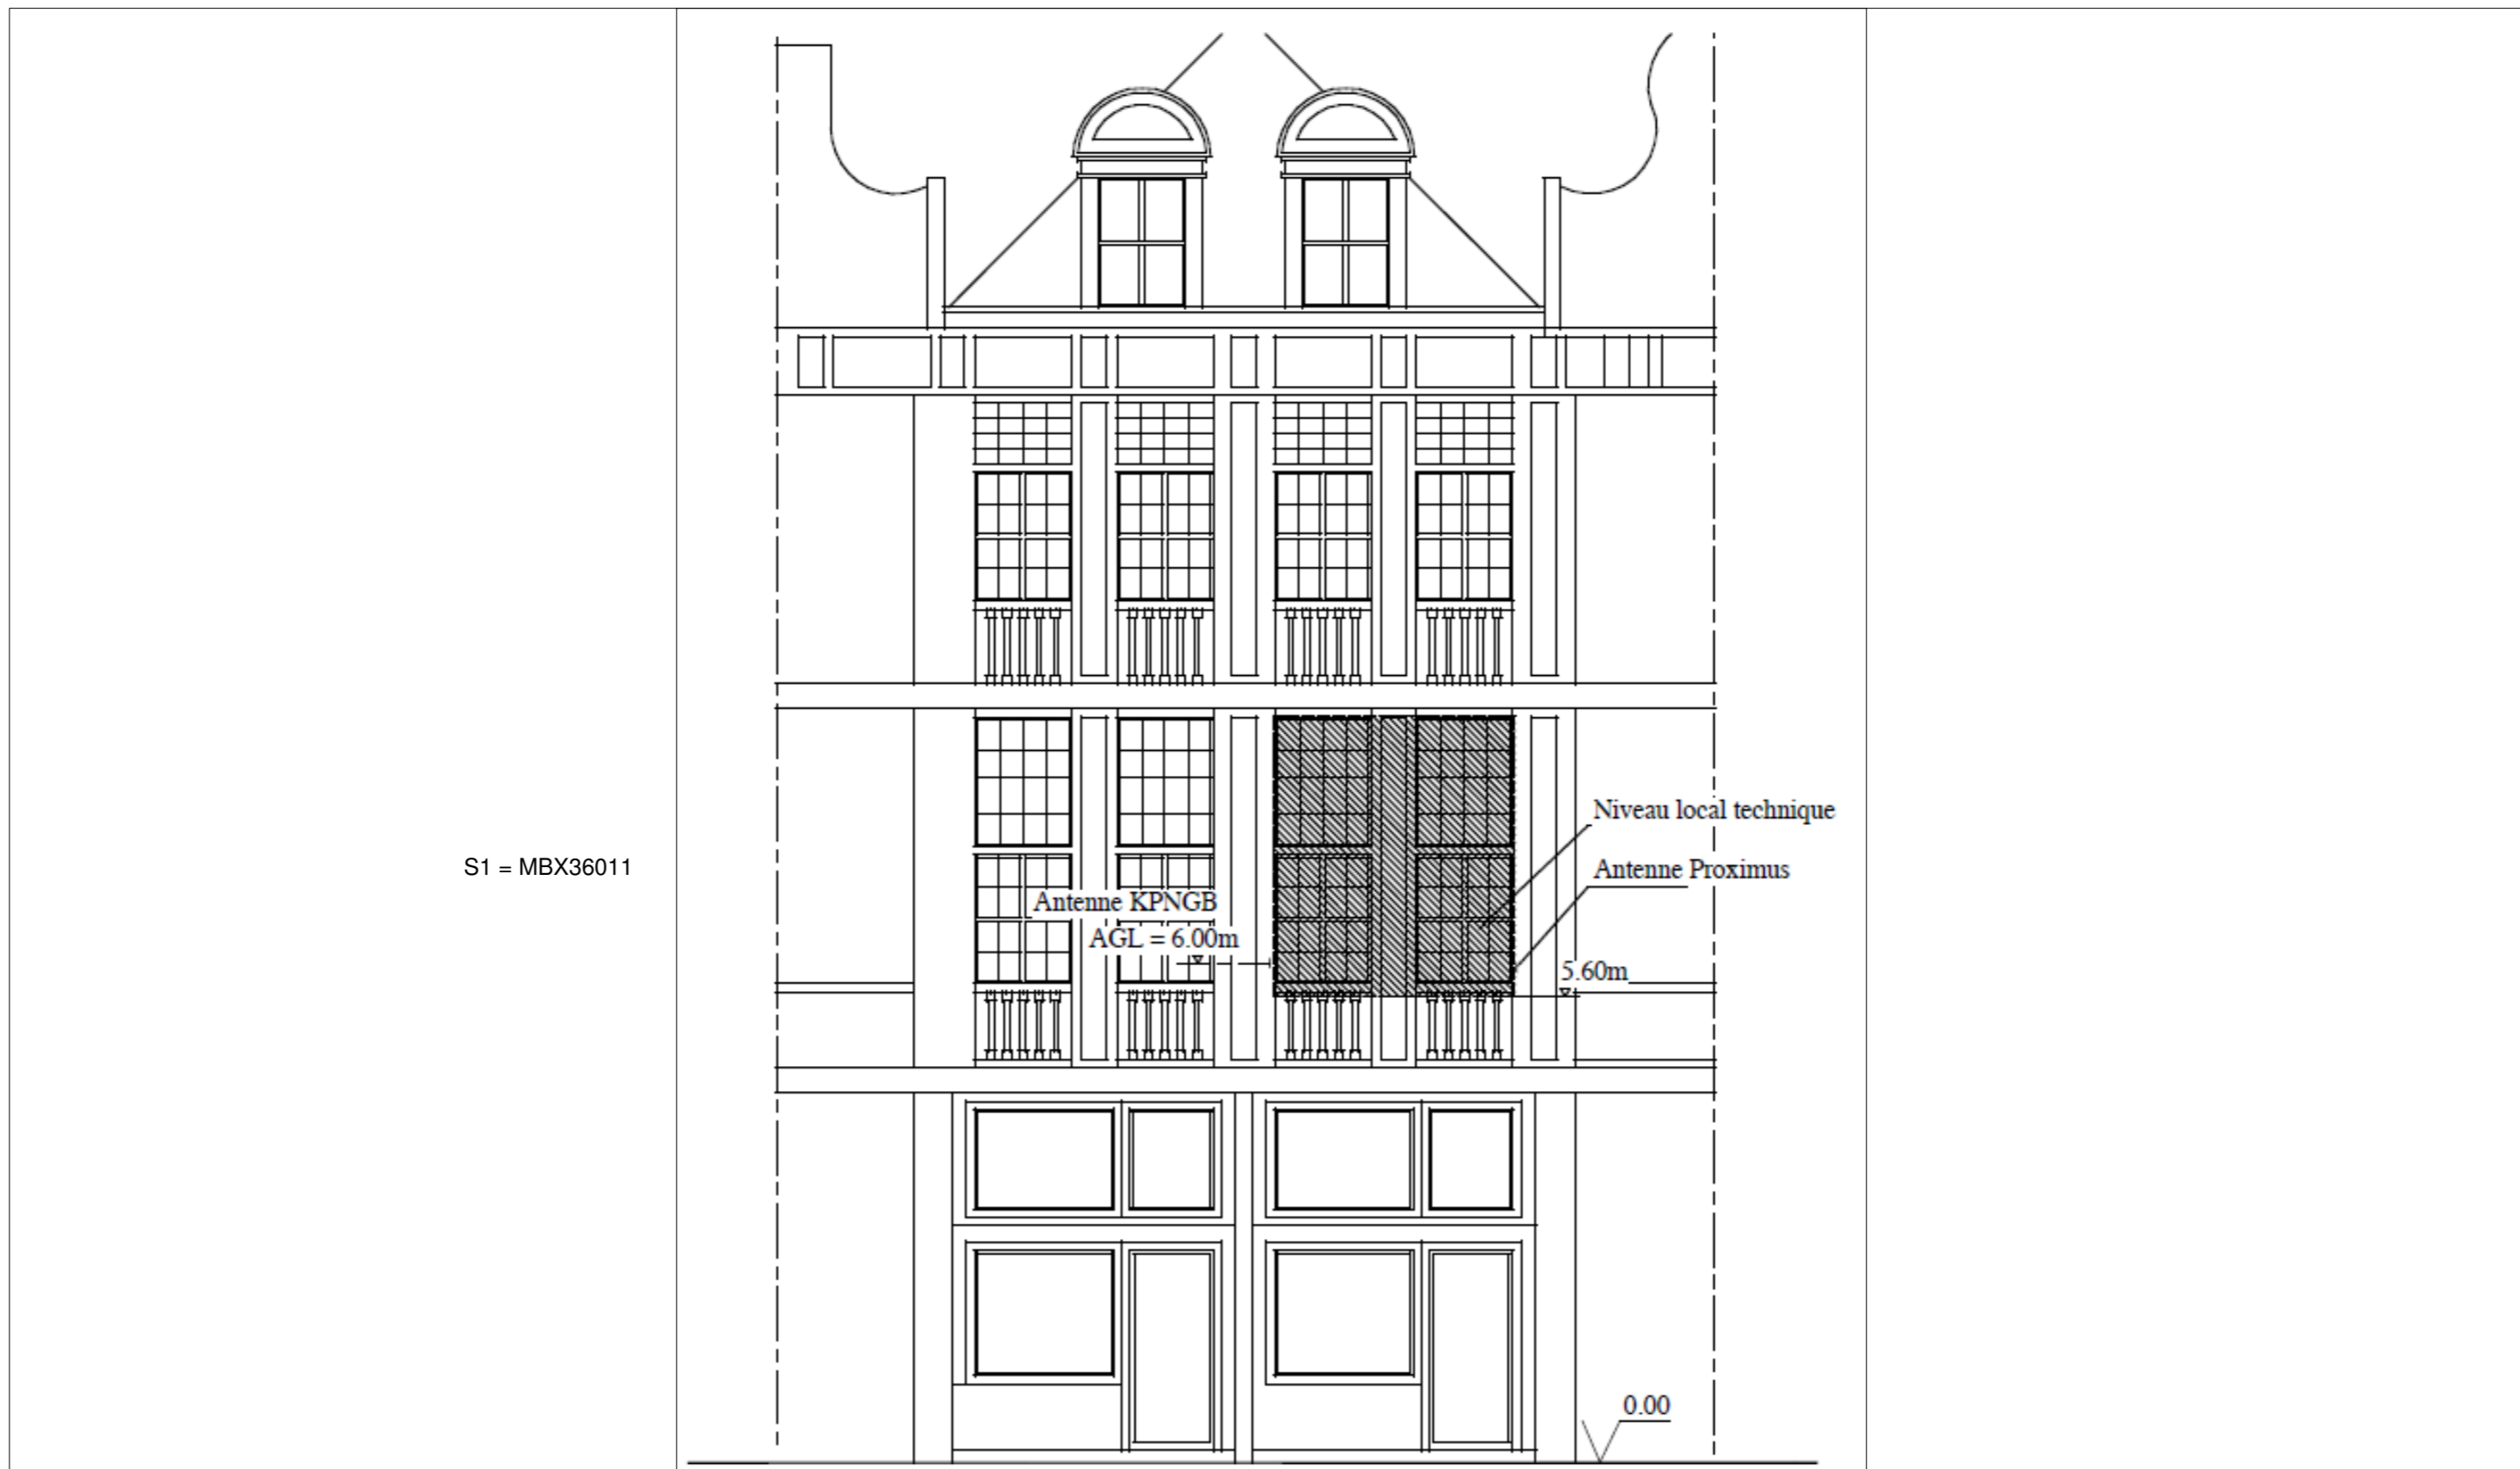 Niveau local technique
S1 = MBX36011
Antenne Proximus
Antenne KPNGB
AGL = 6.00m
5.60m
0.00